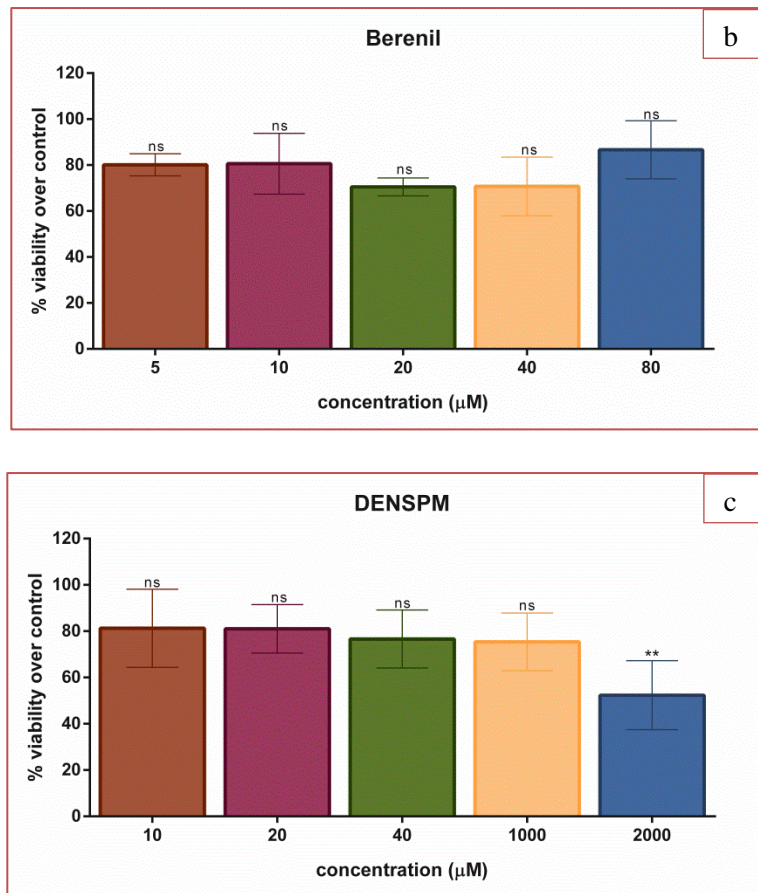 b
Berenil
% viability over control
120
100
80
60
40
20
0
ns
ns
ns
ns
ns
5 10 20 40 80
concentration (μM)
c
DENSPM
% viability over control
120
100
80
60
40
20
0
ns
ns
ns
ns
**
10 20 40 1000 2000
concentration (μM)